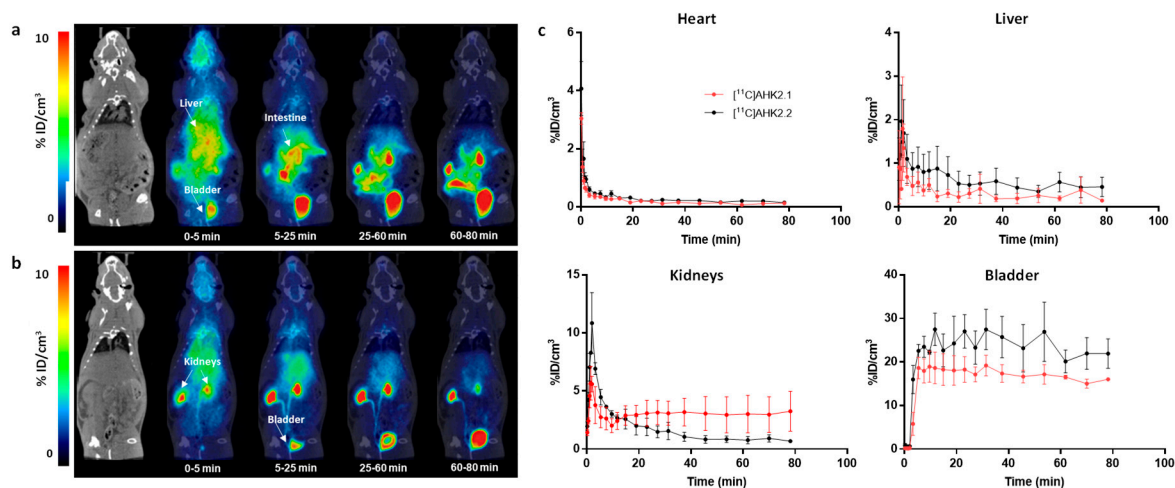 a
10
% ID/cm³
0
Liver
Bladder
Intestine
0-5 min
5-25 min
25-60 min
60-80 min
b
10
% ID/cm³
0
Kidneys
Bladder
0-5 min
5-25 min
25-60 min
60-80 min
c
Heart
%ID/cm³
6
4
2
0
0 20 40 60 80 100
Time (min)
[¹¹C]AHK2.1
[¹¹C]AHK2.2
Liver
%ID/cm³
4
3
2
1
0
0 20 40 60 80 100
Time (min)
Kidneys
%ID/cm³
15
10
5
0
0 20 40 60 80 100
Time (min)
Bladder
%ID/cm³
40
30
20
10
0
0 20 40 60 80 100
Time (min)